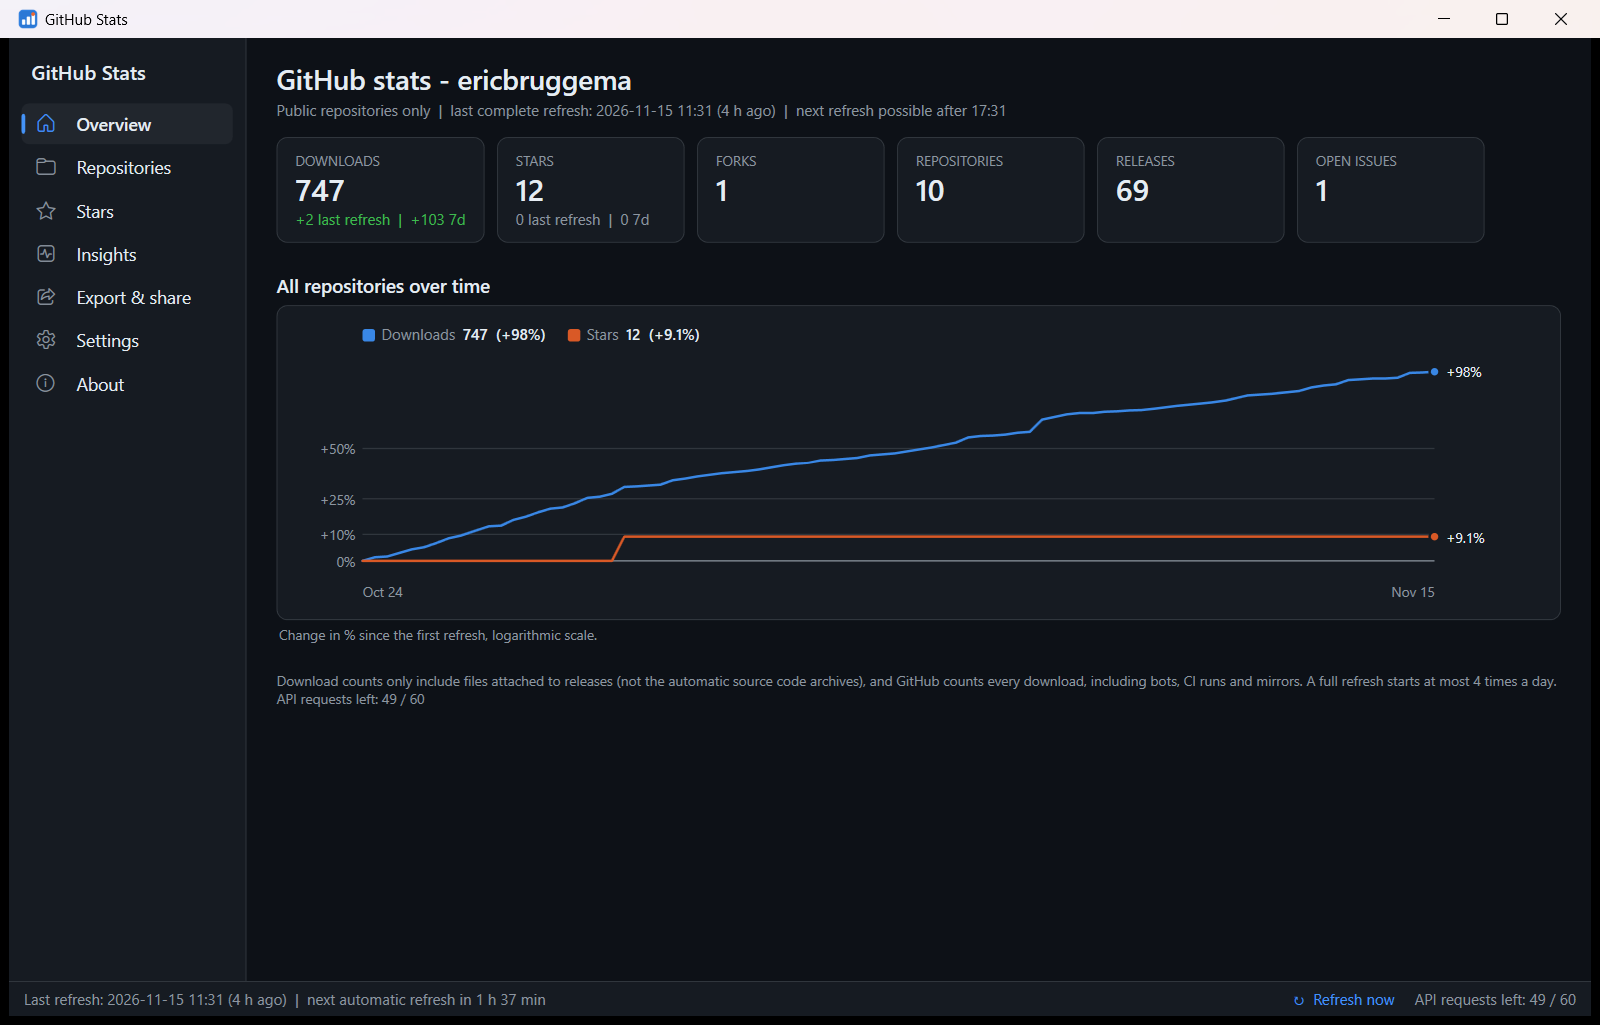 GitHub Stats
GitHub Stats
Overview
Repositories
Stars
Insights
Export & share
Settings
About
GitHub stats - ericbruggema
Public repositories only | last complete refresh: 2026-11-15 11:31 (4 h ago) | next refresh possible after 17:31
DOWNLOADS
747
+2 last refresh | +103 7d
STARS
12
0 last refresh | 0 7d
FORKS
1
REPOSITORIES
10
RELEASES
69
OPEN ISSUES
1
All repositories over time
Downloads 747 (+98%) Stars 12 (+9.1%)
+98%
+50%
+25%
+10%
+9.1%
0%
Oct 24 Nov 15
Change in % since the first refresh, logarithmic scale.
Download counts only include files attached to releases (not the automatic source code archives), and GitHub counts every download, including bots, CI runs and mirrors. A full refresh starts at most 4 times a day.
API requests left: 49 / 60
Last refresh: 2026-11-15 11:31 (4 h ago) | next automatic refresh in 1 h 37 min
Refresh now API requests left: 49 / 60